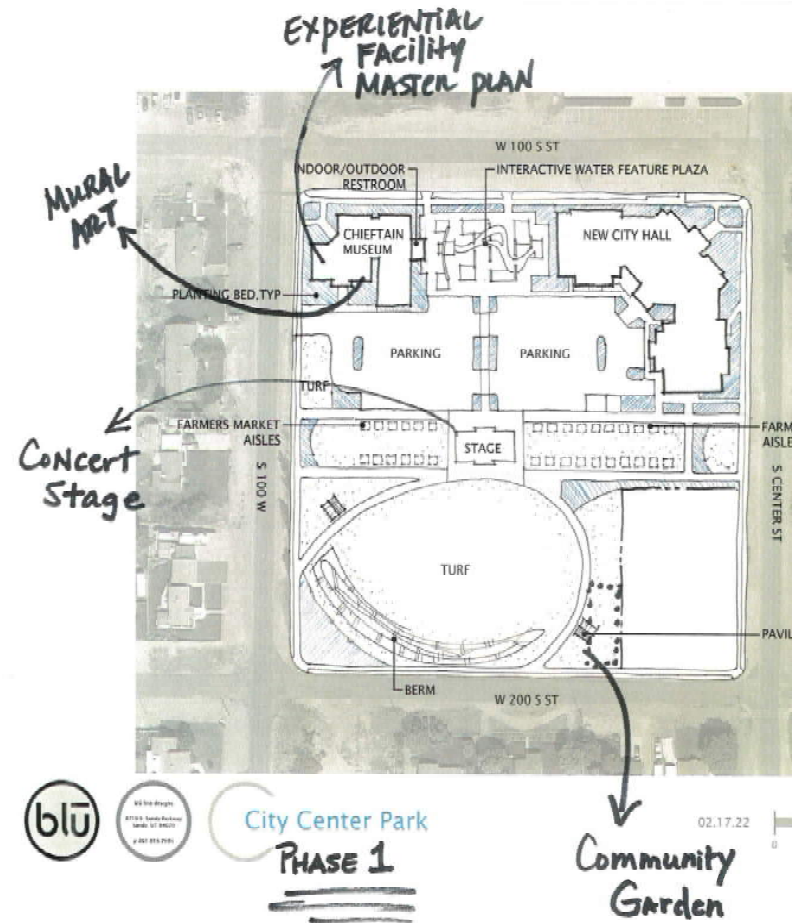 EXPERIENTIAL
FACILITY
MASTER PLAN
W 100 S ST
INDOOR/OUTDOOR
RESTROOM
INTERACTIVE WATER FEATURE PLAZA
MURAL
ART
CHIEFTAIN
MUSEUM
NEW CITY HALL
PLANTING BED, TYP
PARKING
PARKING
TURF
FARMERS MARKET
AISLES
STAGE
FARM
AISLE
Concert
Stage
S 100 W
S CENTER ST
TURF
PAVIL
BERM
W 200 S ST
blū
City Center Park
02.17.22
0
PHASE 1
Community
Garden